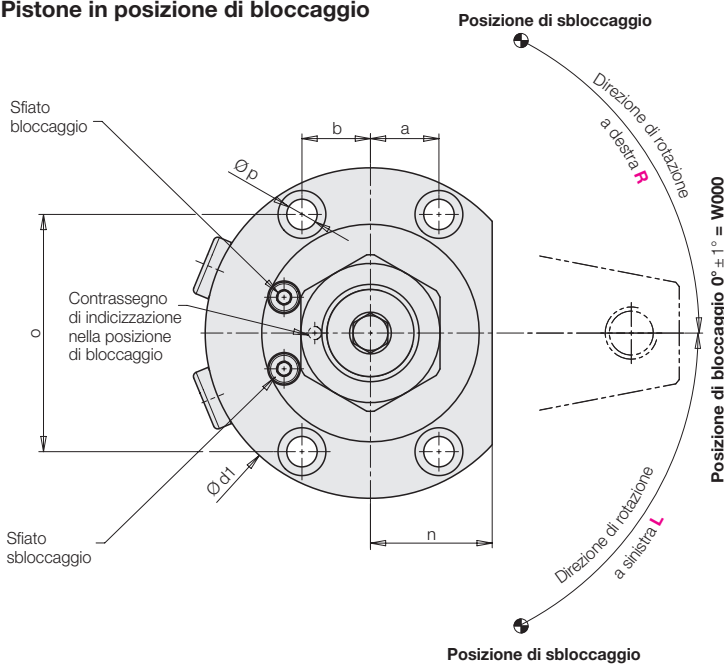 Pistone in posizione di bloccaggio
Posizione di sbloccaggio
Sfiato
bloccaggio
b
a
Ø p
Direzione di rotazione
a destra R
Contrassegno
di indicizzazione
nella posizione
di bloccaggio
o
Posizione di bloccaggio 0° ± 1° = W000
Ø d1
n
Sfiato
sbloccaggio
Direzione di rotazione
a sinistra L
Posizione di sbloccaggio